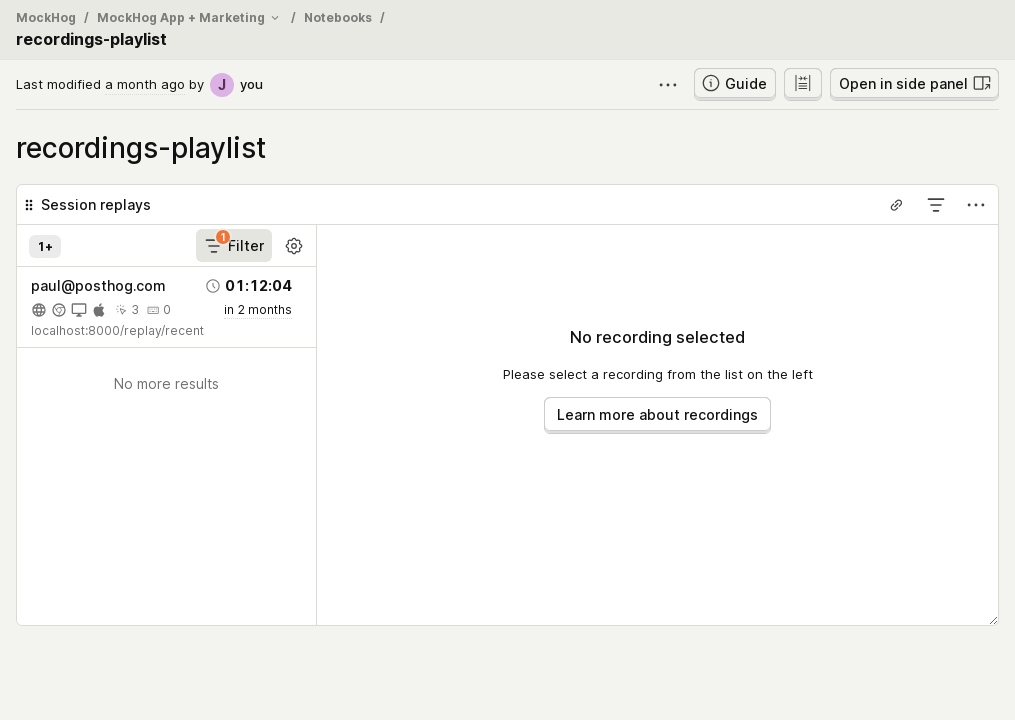 MockHog / MockHog App + Marketing / Notebooks /
recordings-playlist
Last modified a month ago by J you
Guide
Open in side panel
recordings-playlist
Session replays
1+
1
Filter
paul@posthog.com 01:12:04
3 0 in 2 months
localhost:8000/replay/recent
No more results
No recording selected
Please select a recording from the list on the left
Learn more about recordings